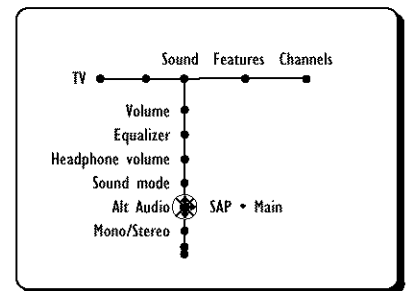 Sound Features Channels
TV
Volume
Equalizer
Headphone volume
Sound mode
Alt Audio SAP • Main
Mono/Stereo